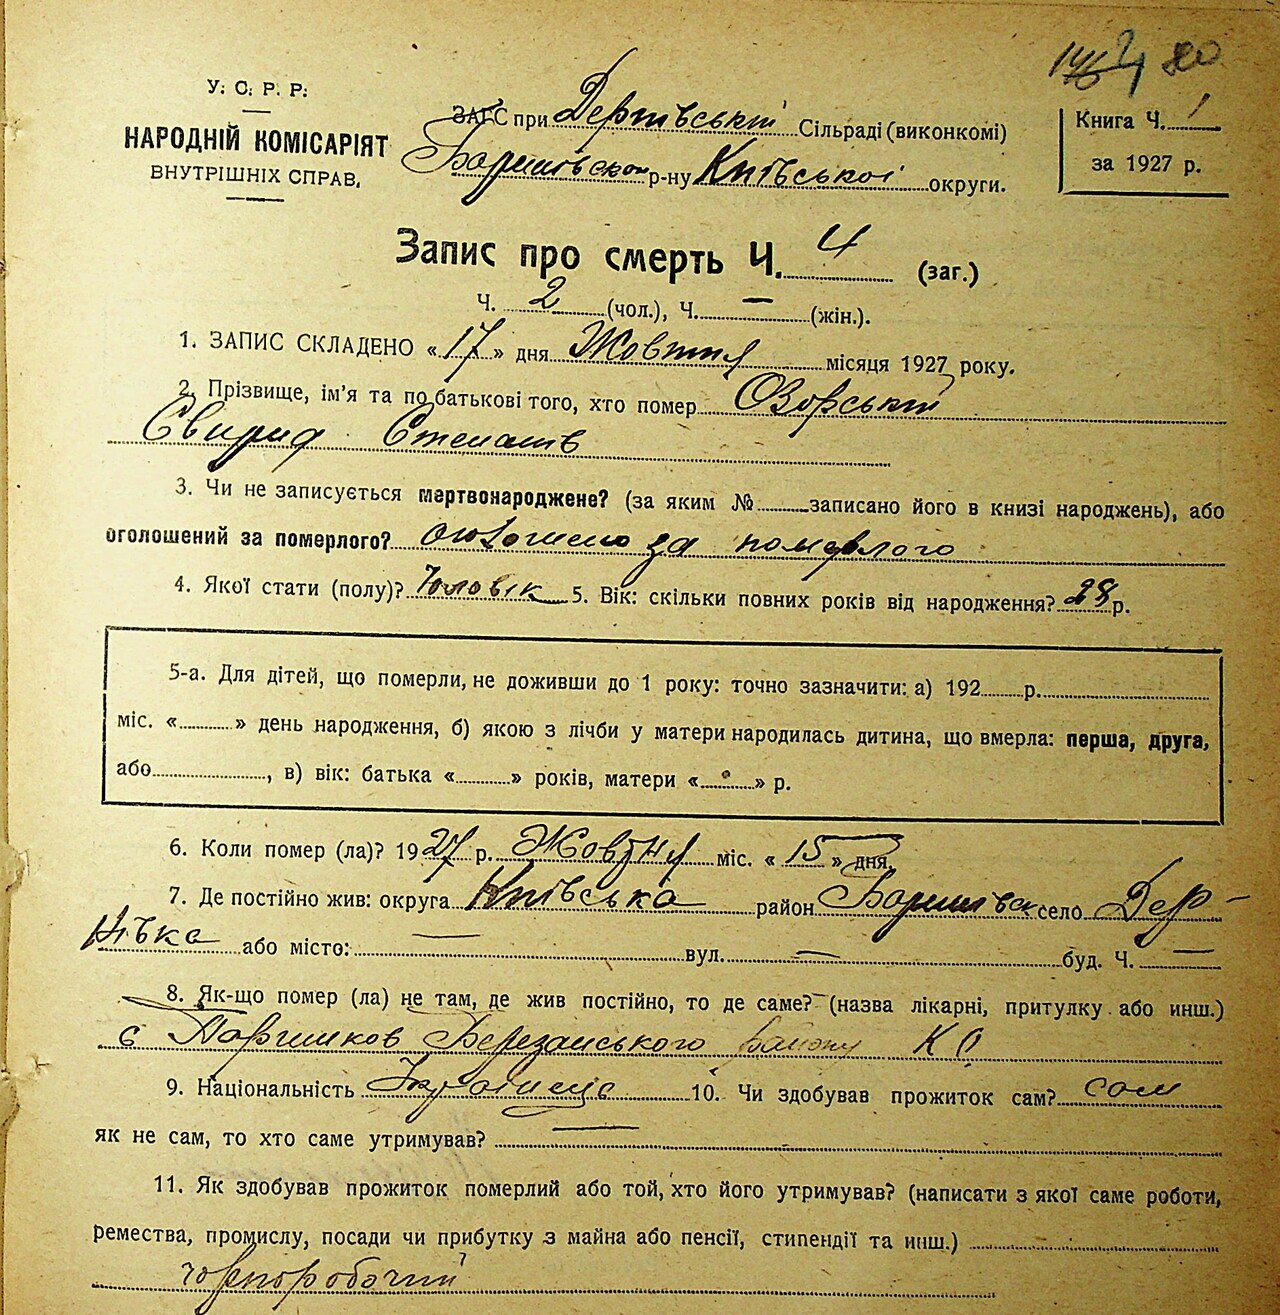 У. С. Р. Р.
НАРОДНІЙ КОМІСАРІЯТ
ВНУТРІШНІХ СПРАВ.
ЗАГС при Дернівській Сільраді (виконкомі)
Баришівском р-ну Київської округи.
Книга Ч. 1
за 1927 р.
Запис про смерть Ч. 4 (заг.)
Ч. 2 (чол.), Ч. — (жін.).
1. ЗАПИС СКЛАДЕНО «17» дня Жовтня місяця 1927 року.
2. Прізвище, ім'я та по батькові того, хто помер Озорський
Свирид Степанів
3. Чи не записується мертвонароджене? (за яким № записано його в книзі народжень), або
оголошений за померлого? оголошено за померлого
4. Якої стати (полу)? Чоловік 5. Вік: скільки повних років від народження? 28 р.
5-а. Для дітей, що померли, не доживши до 1 року: точно зазначити: а) 192 р.
міс. « » день народження, б) якою з лічби у матери народилась дитина, що вмерла: перша, друга,
або , в) вік: батька « » років, матери « » р.
6. Коли помер (ла)? 1927 р. Жовтня міс. «15» дня.
7. Де постійно жив: округа Київська район Баришівск село Дер-
нівка або місто: — вул. — буд. Ч. —
8. Як-що помер (ла) не там, де жив постійно, то де саме? (назва лікарні, притулку або инш.)
с Паришков Березанського району К О
9. Національність Українец 10. Чи здобував прожиток сам? сам
як не сам, то хто саме утримував? —
11. Як здобував прожиток померлий або той, хто його утримував? (написати з якої саме роботи,
ремества, промислу, посади чи прибутку з майна або пенсії, стипендії та инш.)
чорноробочий